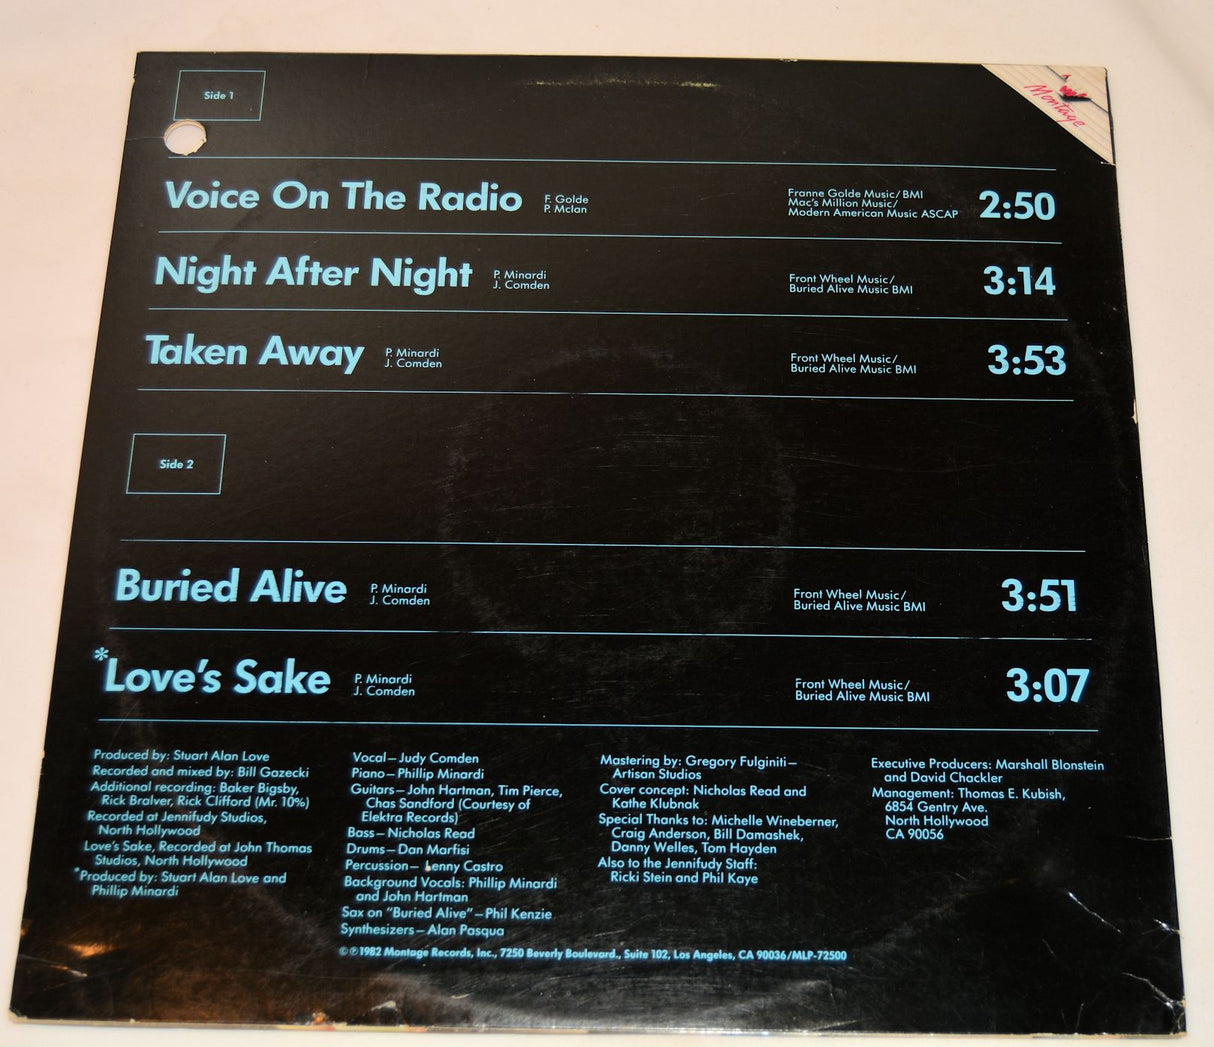 Side 1
Montage
Voice On The Radio
F. Golde
P. McIan
Franne Golde Music/BMI
Mac's Million Music/
Modern American Music ASCAP
2:50
Night After Night
P. Minardi
J. Comden
Front Wheel Music/
Buried Alive Music BMI
3:14
Taken Away
P. Minardi
J. Comden
Front Wheel Music/
Buried Alive Music BMI
3:53
Side 2
Buried Alive
P. Minardi
J. Comden
Front Wheel Music/
Buried Alive Music BMI
3:51
*Love's Sake
P. Minardi
J. Comden
Front Wheel Music/
Buried Alive Music BMI
3:07
Produced by: Stuart Alan Love
Recorded and mixed by: Bill Gazecki
Additional recording: Baker Bigsby,
Rick Bralver, Rick Clifford (Mr. 10%)
Recorded at Jennifudy Studios,
North Hollywood
Love's Sake, Recorded at John Thomas
Studios, North Hollywood
*Produced by: Stuart Alan Love and
Phillip Minardi
Vocal—Judy Comden
Piano—Phillip Minardi
Guitars—John Hartman, Tim Pierce,
Chas Sandford (Courtesy of
Elektra Records)
Bass—Nicholas Read
Drums—Dan Marfisi
Percussion—Lenny Castro
Background Vocals: Phillip Minardi
and John Hartman
Sax on "Buried Alive"—Phil Kenzie
Synthesizers—Alan Pasqua
Mastering by: Gregory Fulginiti—
Artisan Studios
Cover concept: Nicholas Read and
Kathe Klubnak
Special Thanks to: Michelle Wineberner,
Craig Anderson, Bill Damashek,
Danny Welles, Tom Hayden
Also to the Jennifudy Staff:
Ricki Stein and Phil Kaye
Executive Producers: Marshall Blonstein
and David Chackler
Management: Thomas E. Kubish,
6854 Gentry Ave.
North Hollywood
CA 90056
©℗1982 Montage Records, Inc., 7250 Beverly Boulevard., Suite 102, Los Angeles, CA 90036/MLP-72500